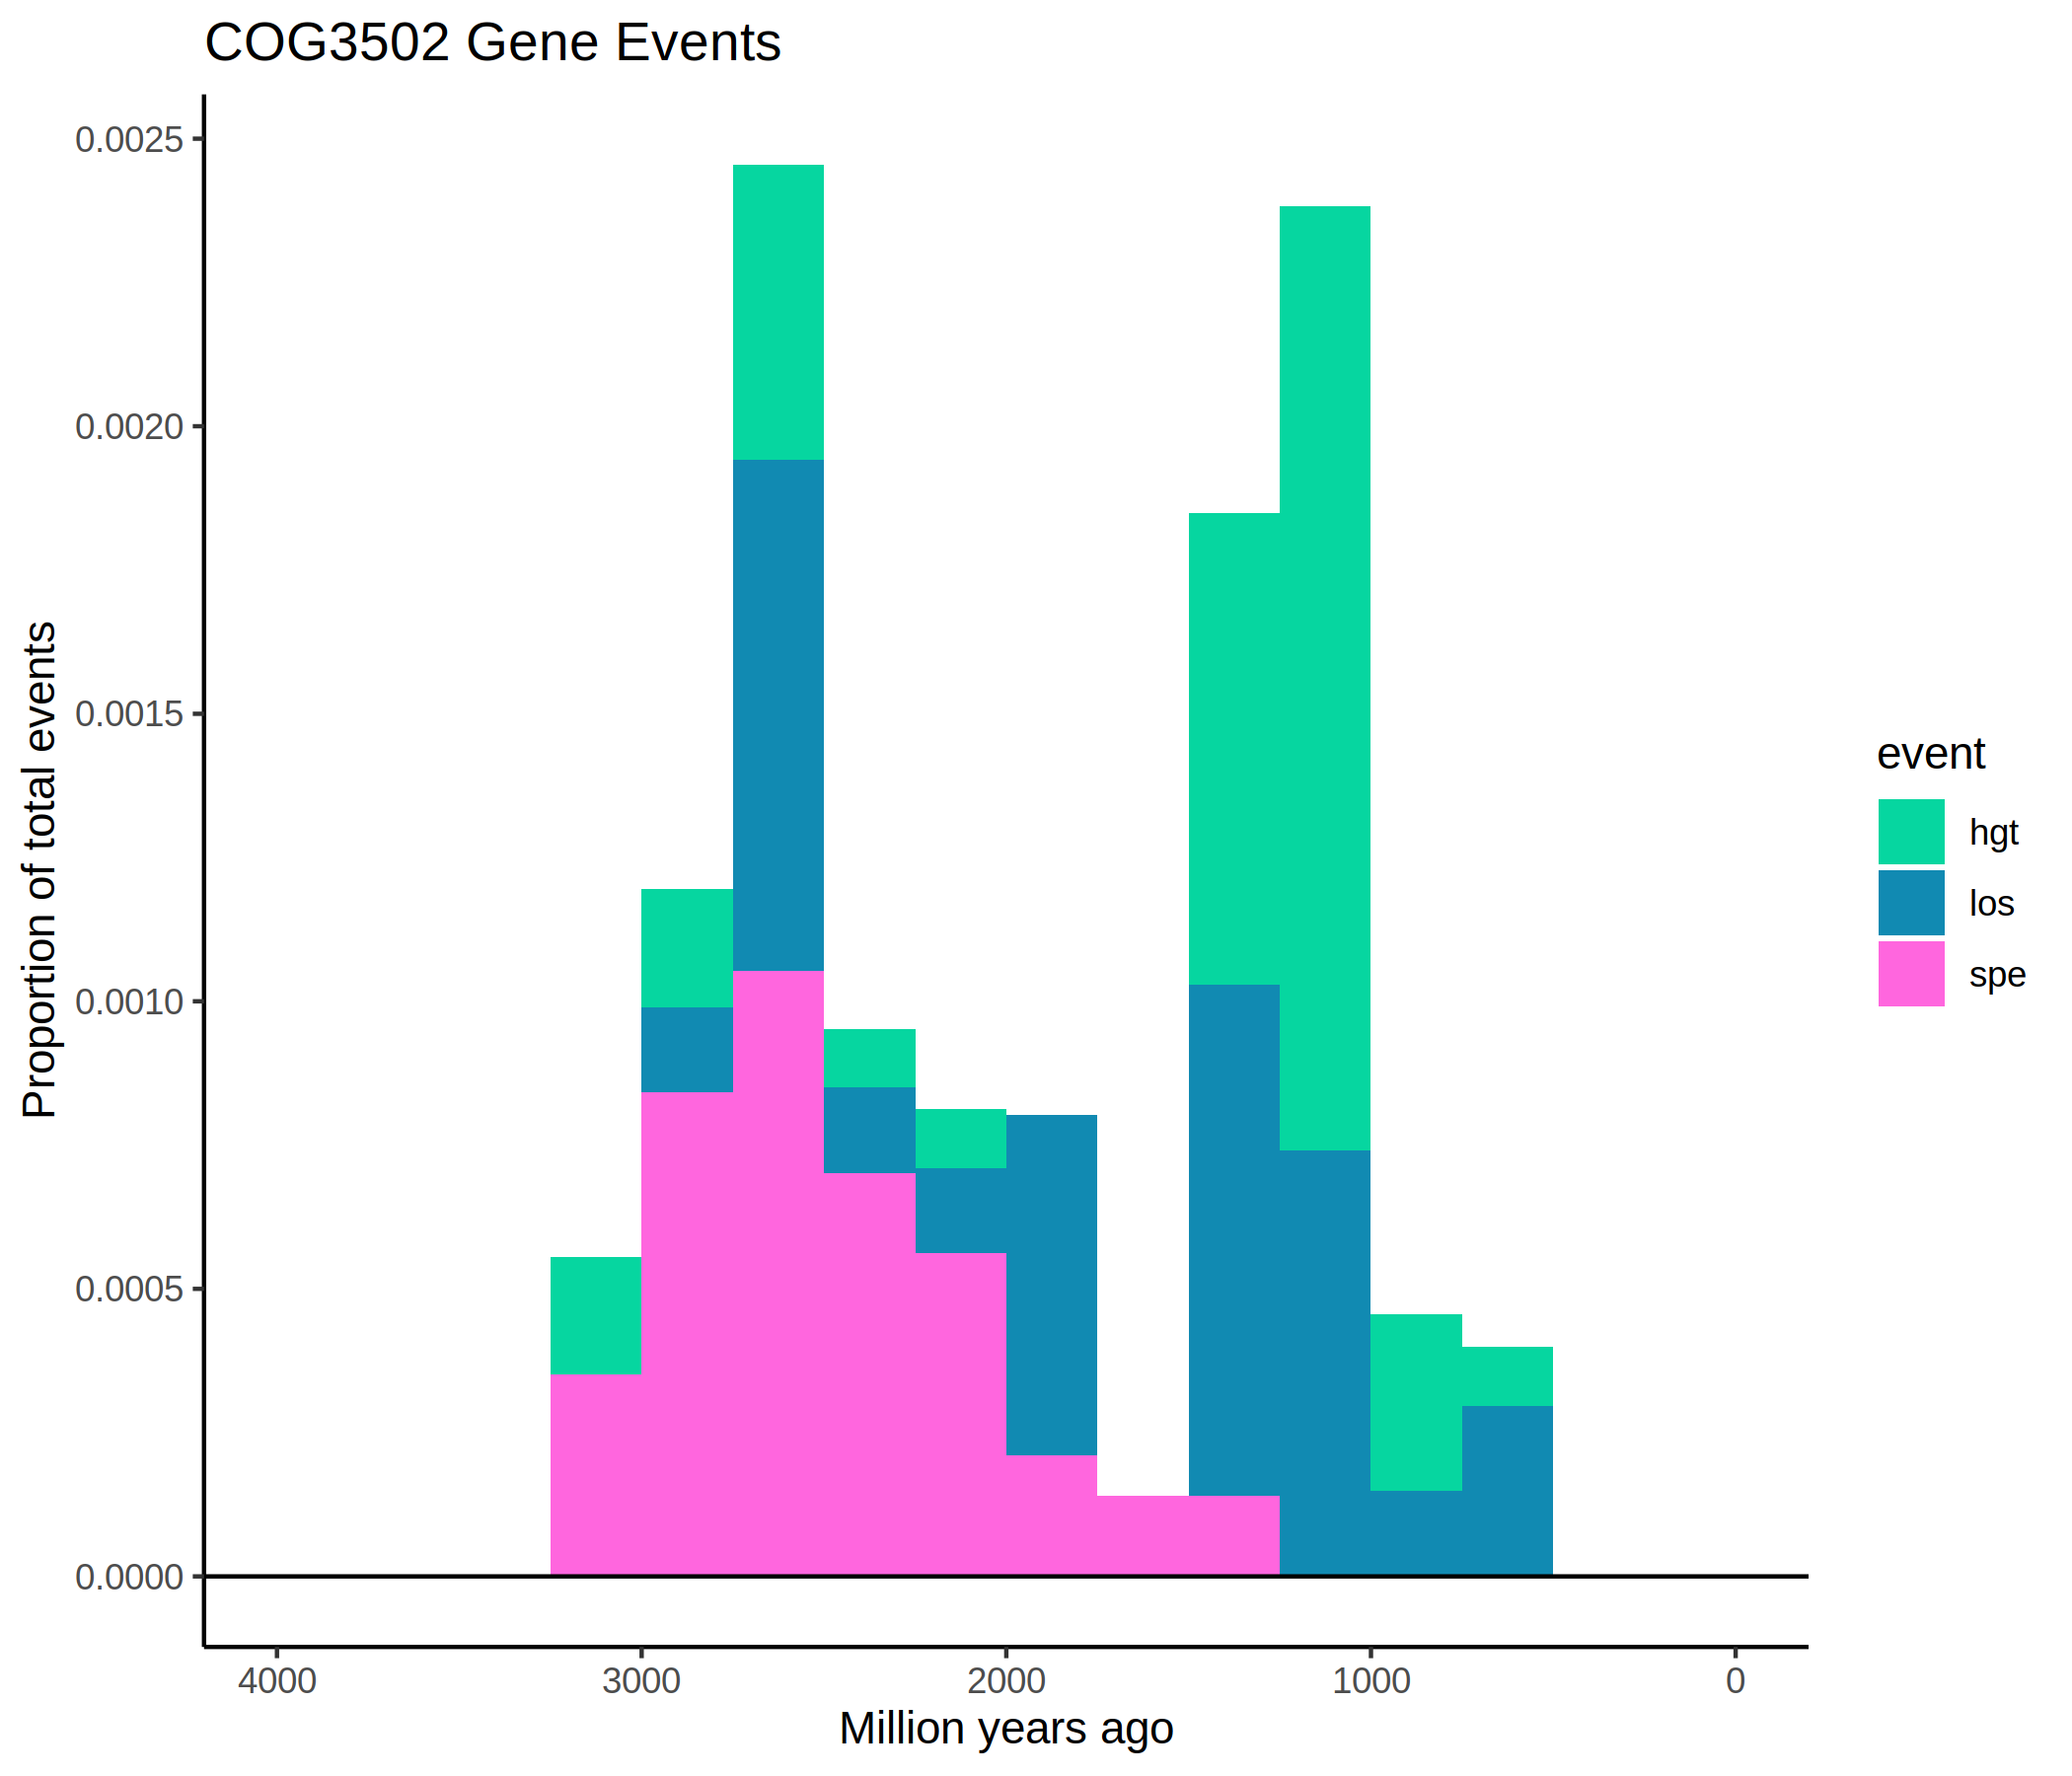 COG3502 Gene Events
Proportion of total events
0.0025
0.0020
0.0015
0.0010
0.0005
0.0000
4000 3000 2000 1000 0
Million years ago
event
hgt
los
spe